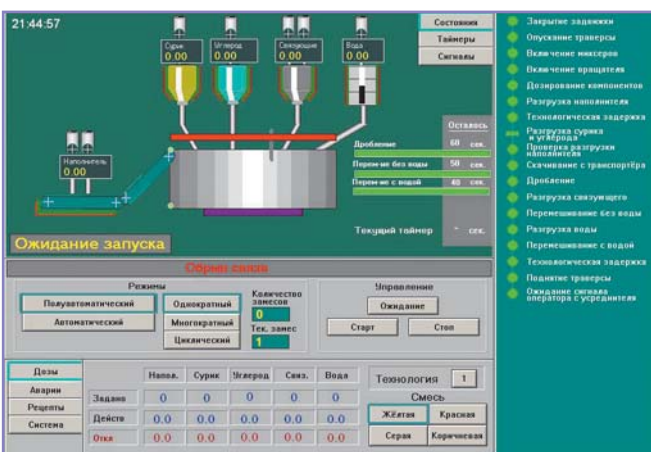 21:44:57
Сурик
0.00
Углерод
0.00
Связующие
0.00
Вода
0.00
Наполнитель
0.00
Состояния
Таймеры
Сигналы
Осталось
Дробление 60 сек.
Перем-ие без воды 50 сек.
Перем-ие с водой 40 сек.
Текущий таймер - сек.
Ожидание запуска
Обрыв связи
Режимы
Полуавтоматический
Автоматический
Однократный
Многократный
Циклический
Количество
замесов
0
Тек. замес
1
Управление
Ожидание
Старт
Стоп
Дозы
Аварии
Рецепты
Система
Напол. Сурик Углерод Связ. Вода
Задано 0 0 0 0 0
Действ 0.0 0.0 0.0 0.0 0.0
Откл 0.0 0.0 0.0 0.0 0.0
Технология 1
Смесь
Жёлтая
Красная
Серая
Коричневая
Закрытие задвижки
Опускание траверсы
Включение миксеров
Включение вращателя
Дозирование компонентов
Разгрузка наполнителя
Технологическая задержка
Разгрузка сурика
и углерода
Проверка разгрузки
наполнителя
Скачивание с транспортёра
Дробление
Разгрузка связующего
Перемешивание без воды
Разгрузка воды
Перемешивание с водой
Технологическая задержка
Поднятие траверсы
Ожидание сигнала
оператора с усреднителя